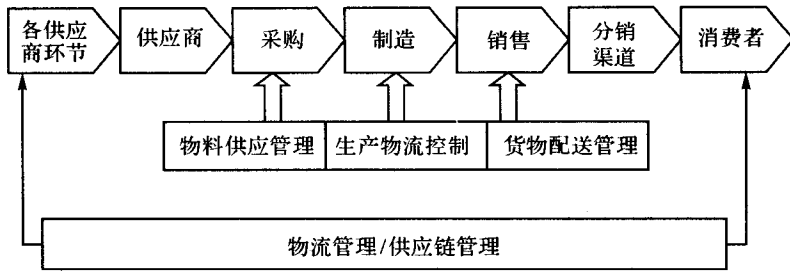 各供应
商环节
供应商
采购
制造
销售
分销
渠道
消费者
物料供应管理
生产物流控制
货物配送管理
物流管理/供应链管理